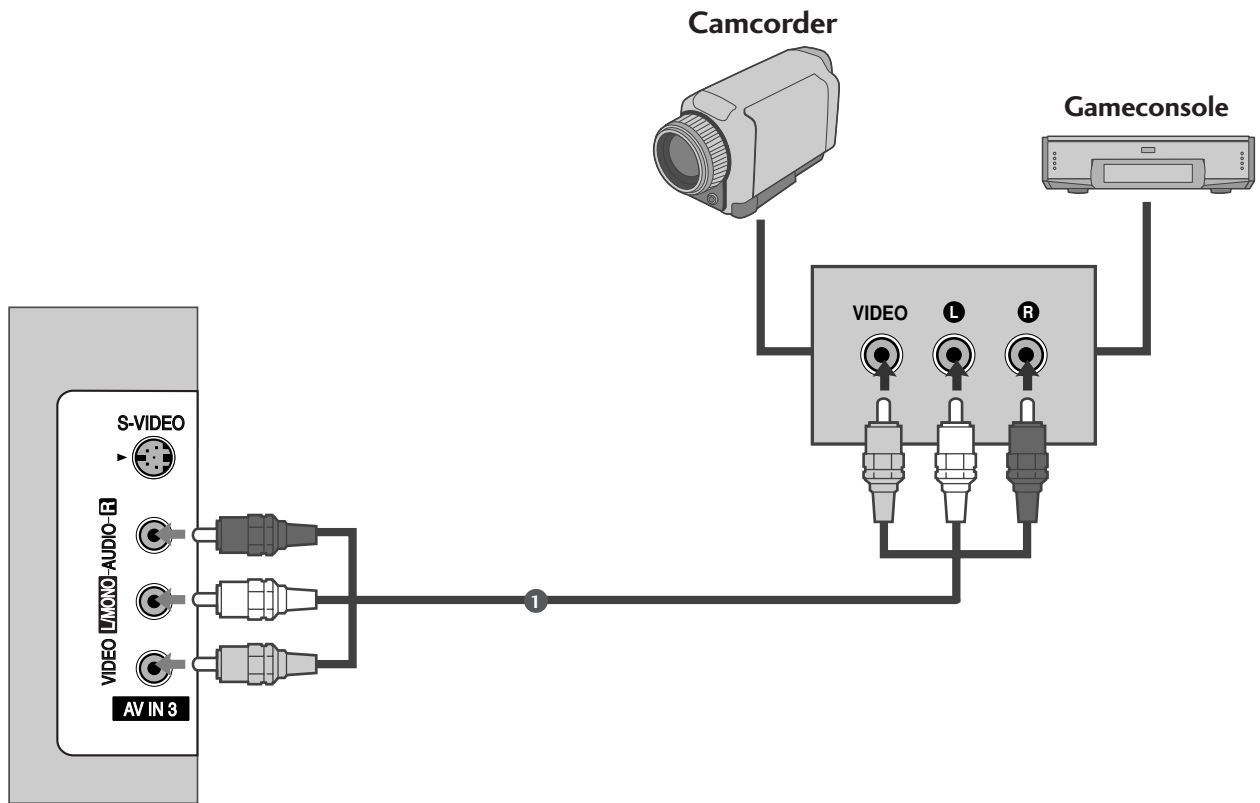 Camcorder
Gameconsole
VIDEO L R
S-VIDEO
VIDEO L/MONO-AUDIO-R
1
AV IN 3